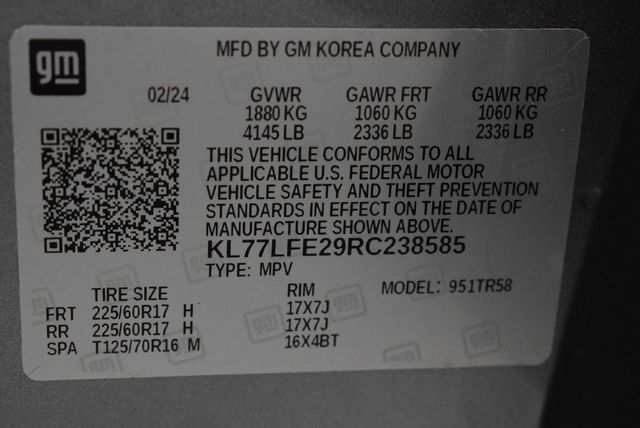 gm
MFD BY GM KOREA COMPANY
02/24 GVWR GAWR FRT GAWR RR
1880 KG 1060 KG 1060 KG
4145 LB 2336 LB 2336 LB
THIS VEHICLE CONFORMS TO ALL
APPLICABLE U.S. FEDERAL MOTOR
VEHICLE SAFETY AND THEFT PREVENTION
STANDARDS IN EFFECT ON THE DATE OF
MANUFACTURE SHOWN ABOVE.
KL77LFE29RC238585
TYPE: MPV
TIRE SIZE RIM MODEL: 951TR58
FRT 225/60R17 H 17X7J
RR 225/60R17 H 17X7J
SPA T125/70R16 M 16X4BT